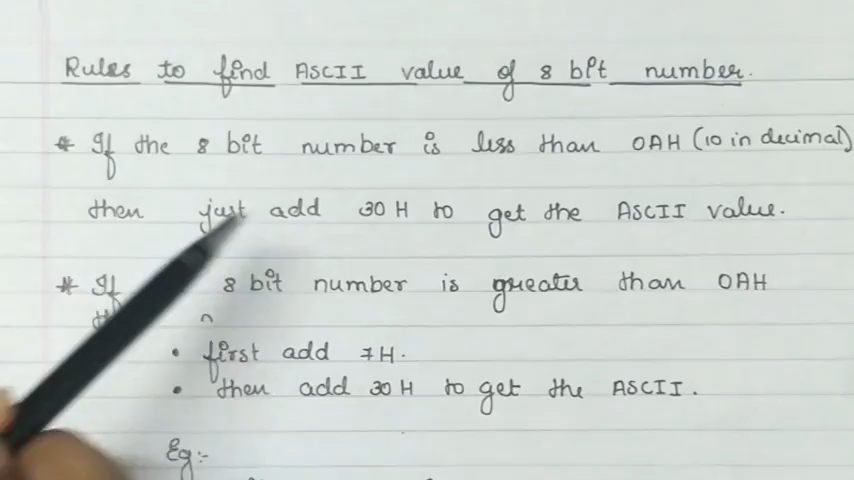 Rules to find ASCII value of 8 bit number.
* If the 8 bit number is less than 0AH (10 in decimal)
then just add 30 H to get the ASCII value.
* If 8 bit number is greater than 0AH
• first add 7H.
• then add 30 H to get the ASCII.
Eg:-